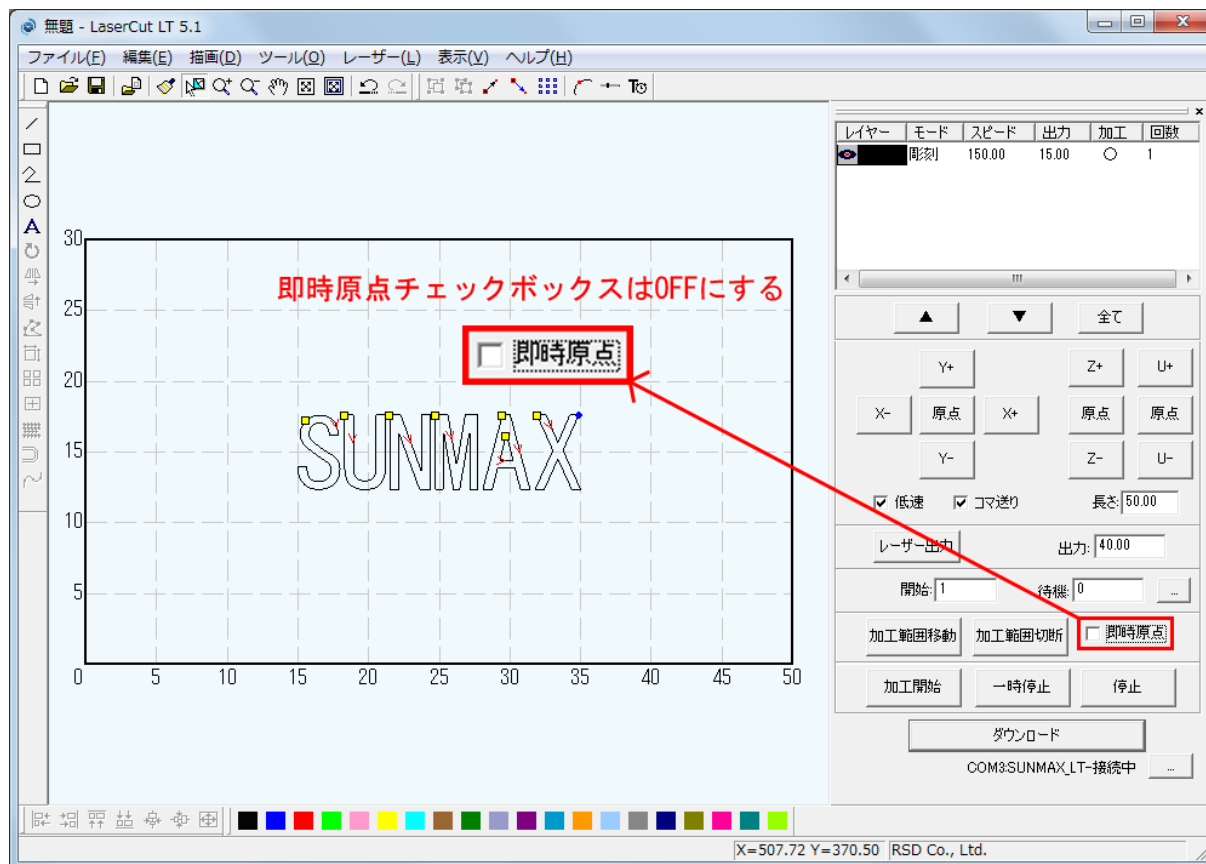 無題 - LaserCut LT 5.1
X
ファイル(F) 編集(E) 描画(D) ツール(O) レーザー(L) 表示(V) ヘルプ(H)
レイヤー モード スピード 出力 加工 回数
彫刻 150.00 15.00 ○ 1
A
30
25
20
15
10
5
0 5 10 15 20 25 30 35 40 45 50
即時原点チェックボックスはOFFにする
即時原点
SUNMAX
▲ ▼ 全て
Y+ Z+ U+
X- 原点 X+ 原点 原点
Y- Z- U-
低速 コマ送り 長さ: 50.00
レーザー出力 出力: 40.00
開始: 1 待機: 0 ...
加工範囲移動 加工範囲切断 即時原点
加工開始 一時停止 停止
ダウンロード
COM3:SUNMAX_LT-接続中 ...
X=507.72 Y=370.50 RSD Co., Ltd.